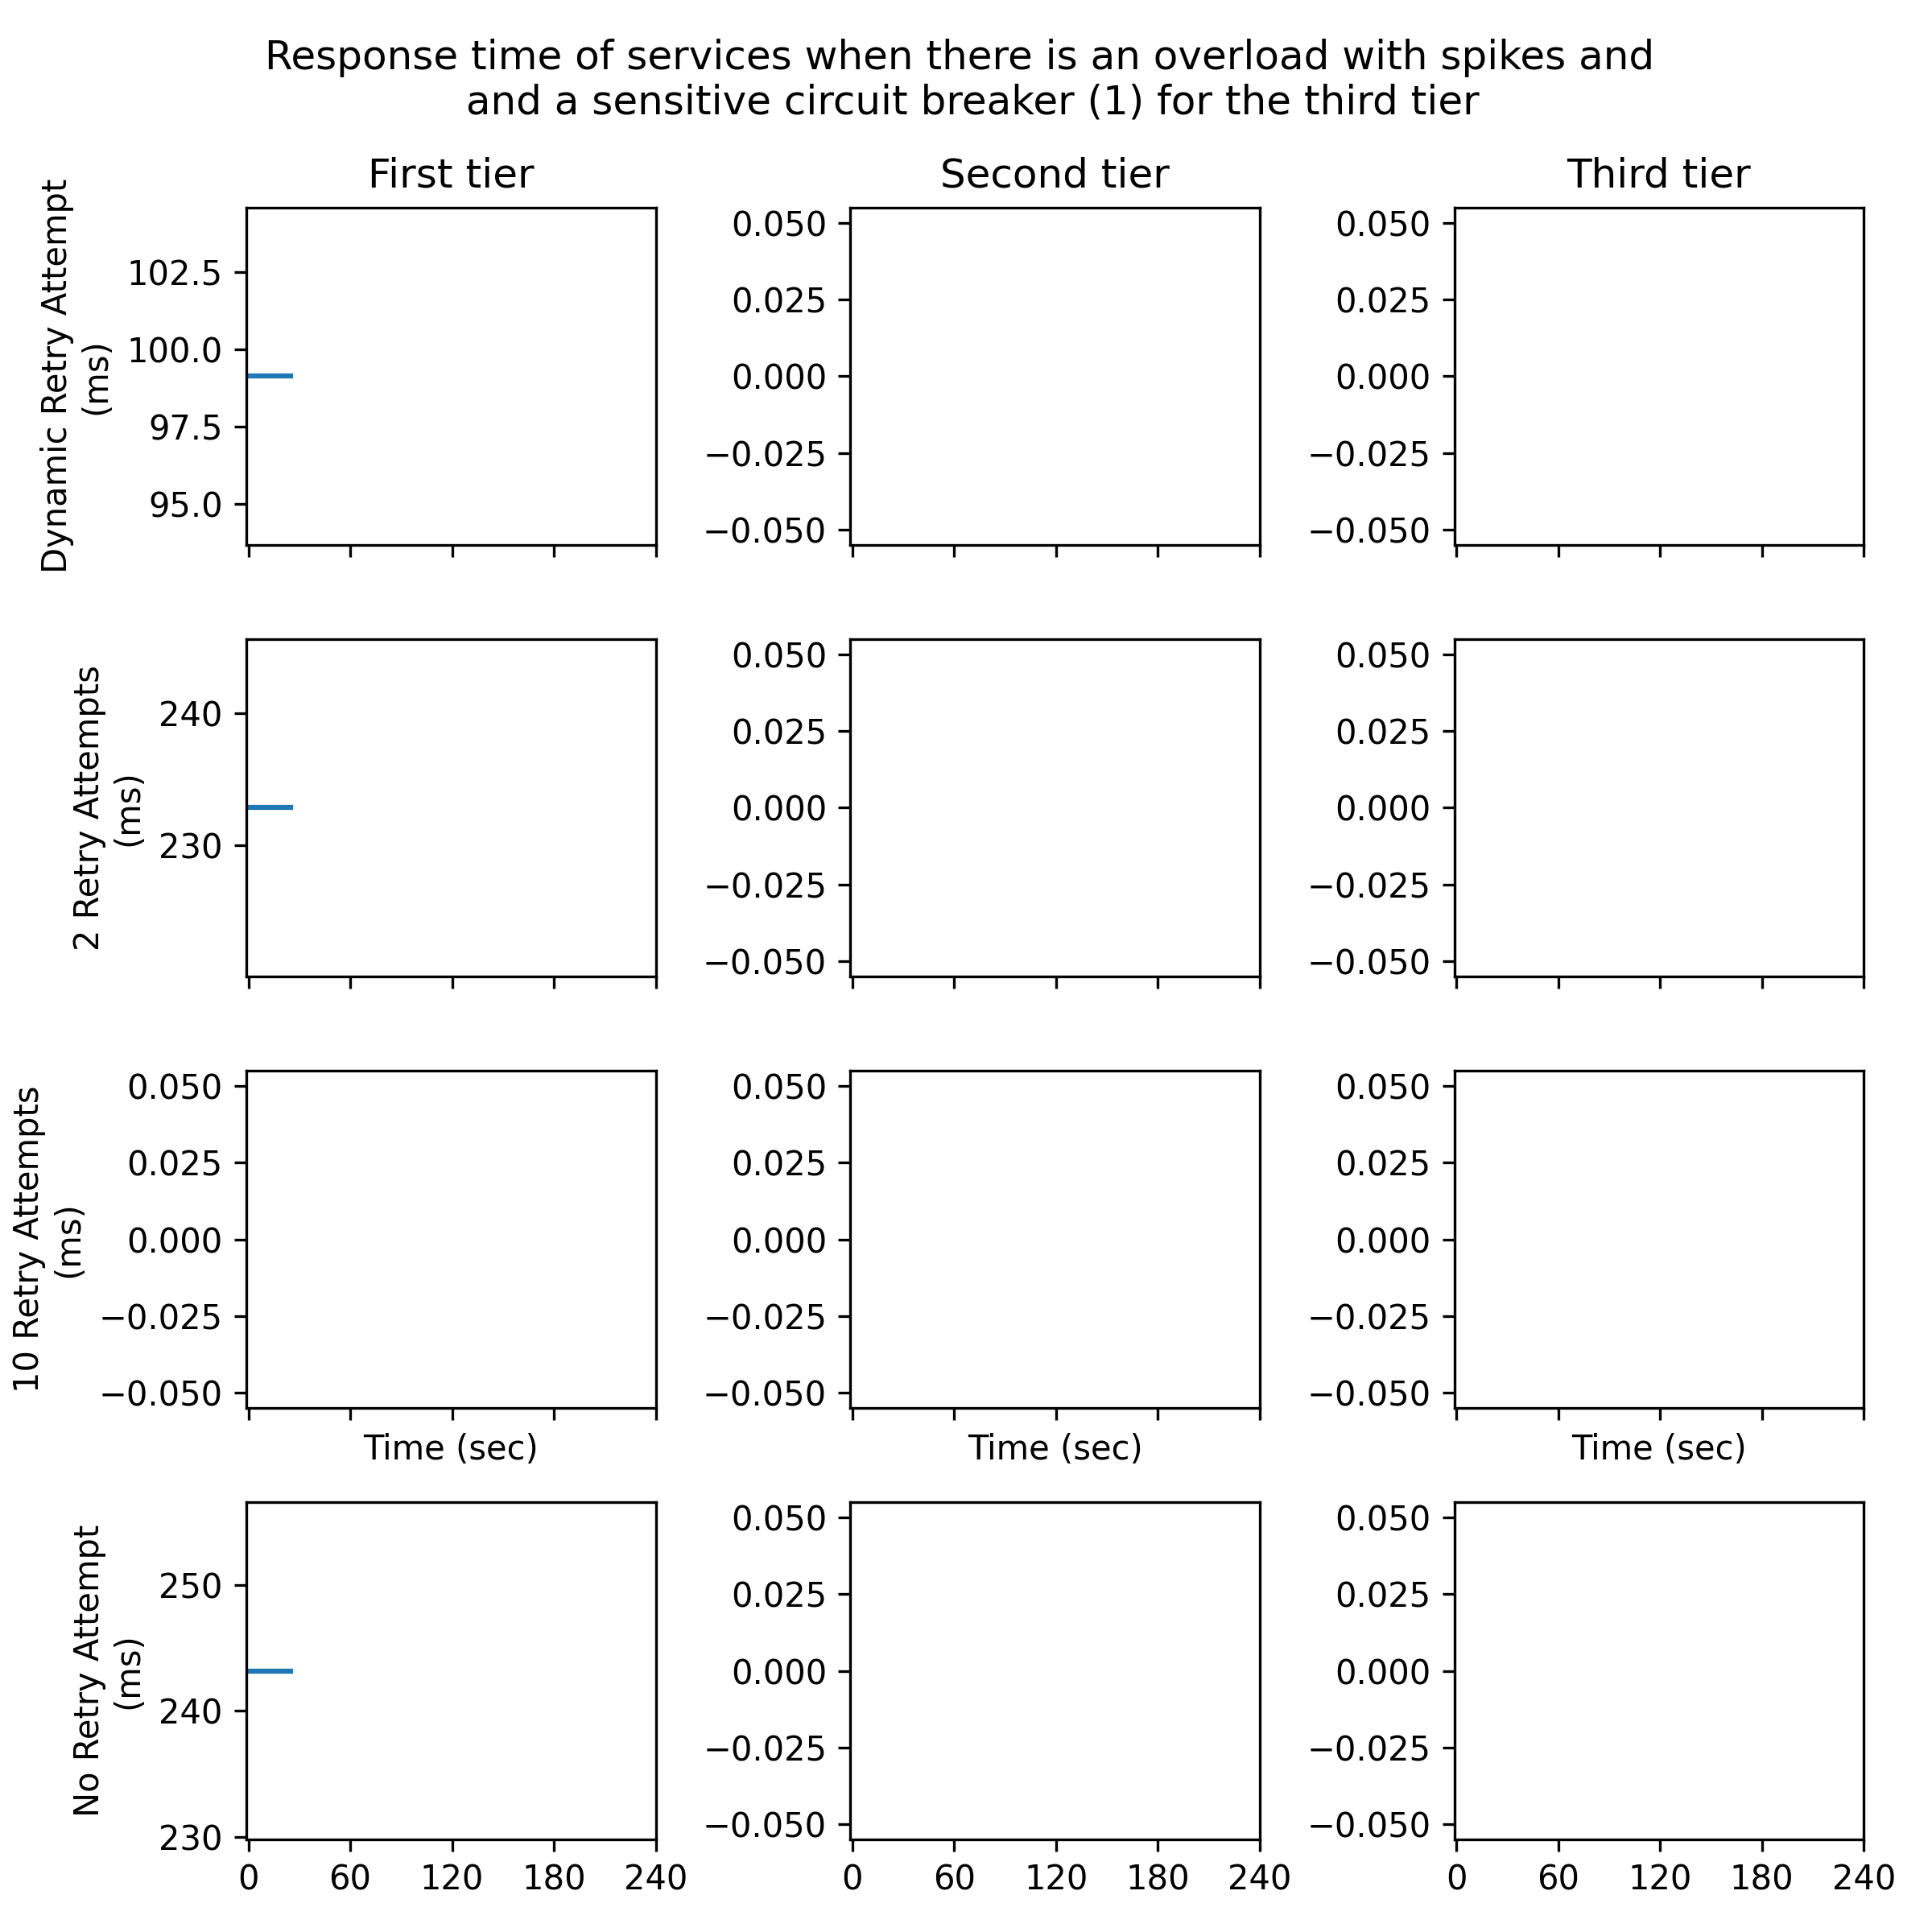 Response time of services when there is an overload with spikes and
and a sensitive circuit breaker (1) for the third tier
First tier
Second tier
Third tier
Dynamic Retry Attempt
(ms)
102.5
100.0
97.5
95.0
0.050
0.025
0.000
−0.025
−0.050
0.050
0.025
0.000
−0.025
−0.050
2 Retry Attempts
(ms)
240
230
0.050
0.025
0.000
−0.025
−0.050
0.050
0.025
0.000
−0.025
−0.050
10 Retry Attempts
(ms)
0.050
0.025
0.000
−0.025
−0.050
Time (sec)
0.050
0.025
0.000
−0.025
−0.050
Time (sec)
0.050
0.025
0.000
−0.025
−0.050
Time (sec)
No Retry Attempt
(ms)
250
240
230
0 60 120 180 240
0.050
0.025
0.000
−0.025
−0.050
0 60 120 180 240
0.050
0.025
0.000
−0.025
−0.050
0 60 120 180 240